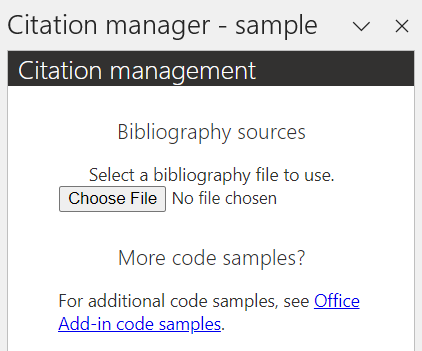 Citation manager - sample
Citation management
Bibliography sources
Select a bibliography file to use.
Choose File No file chosen
More code samples?
For additional code samples, see Office
Add-in code samples.